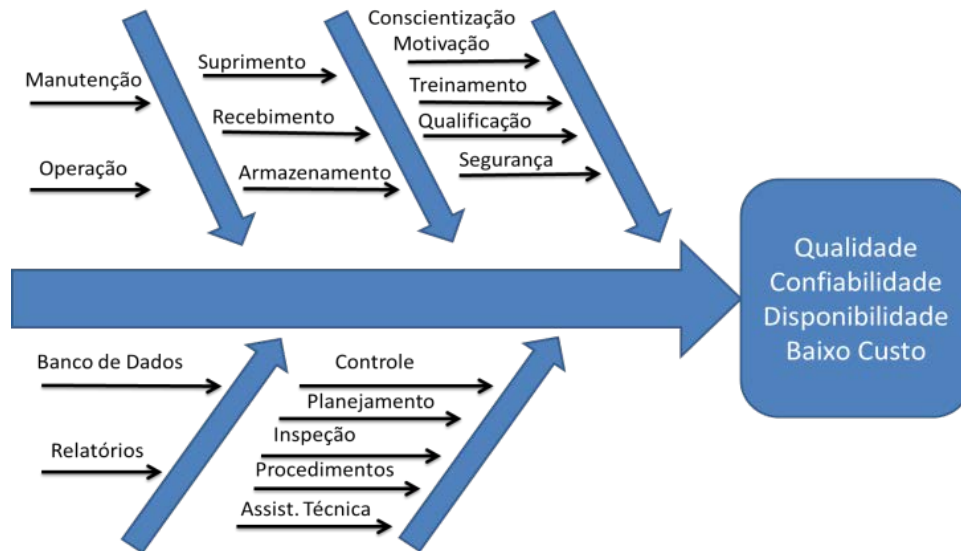 Manutenção
Operação
Suprimento
Recebimento
Armazenamento
Conscientização
Motivação
Treinamento
Qualificação
Segurança
Qualidade
Confiabilidade
Disponibilidade
Baixo Custo
Banco de Dados
Relatórios
Controle
Planejamento
Inspeção
Procedimentos
Assist. Técnica